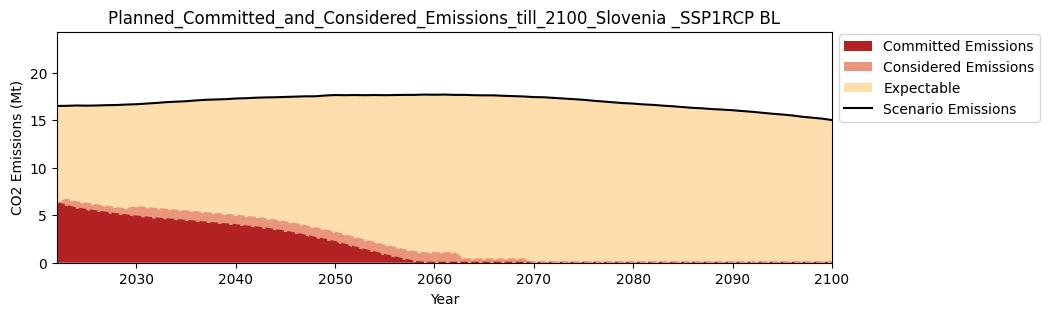 Planned_Committed_and_Considered_Emissions_till_2100_Slovenia _SSP1RCP BL
Committed Emissions
Considered Emissions
Expectable
Scenario Emissions
CO2 Emissions (Mt)
20
15
10
5
0
2030 2040 2050 2060 2070 2080 2090 2100
Year